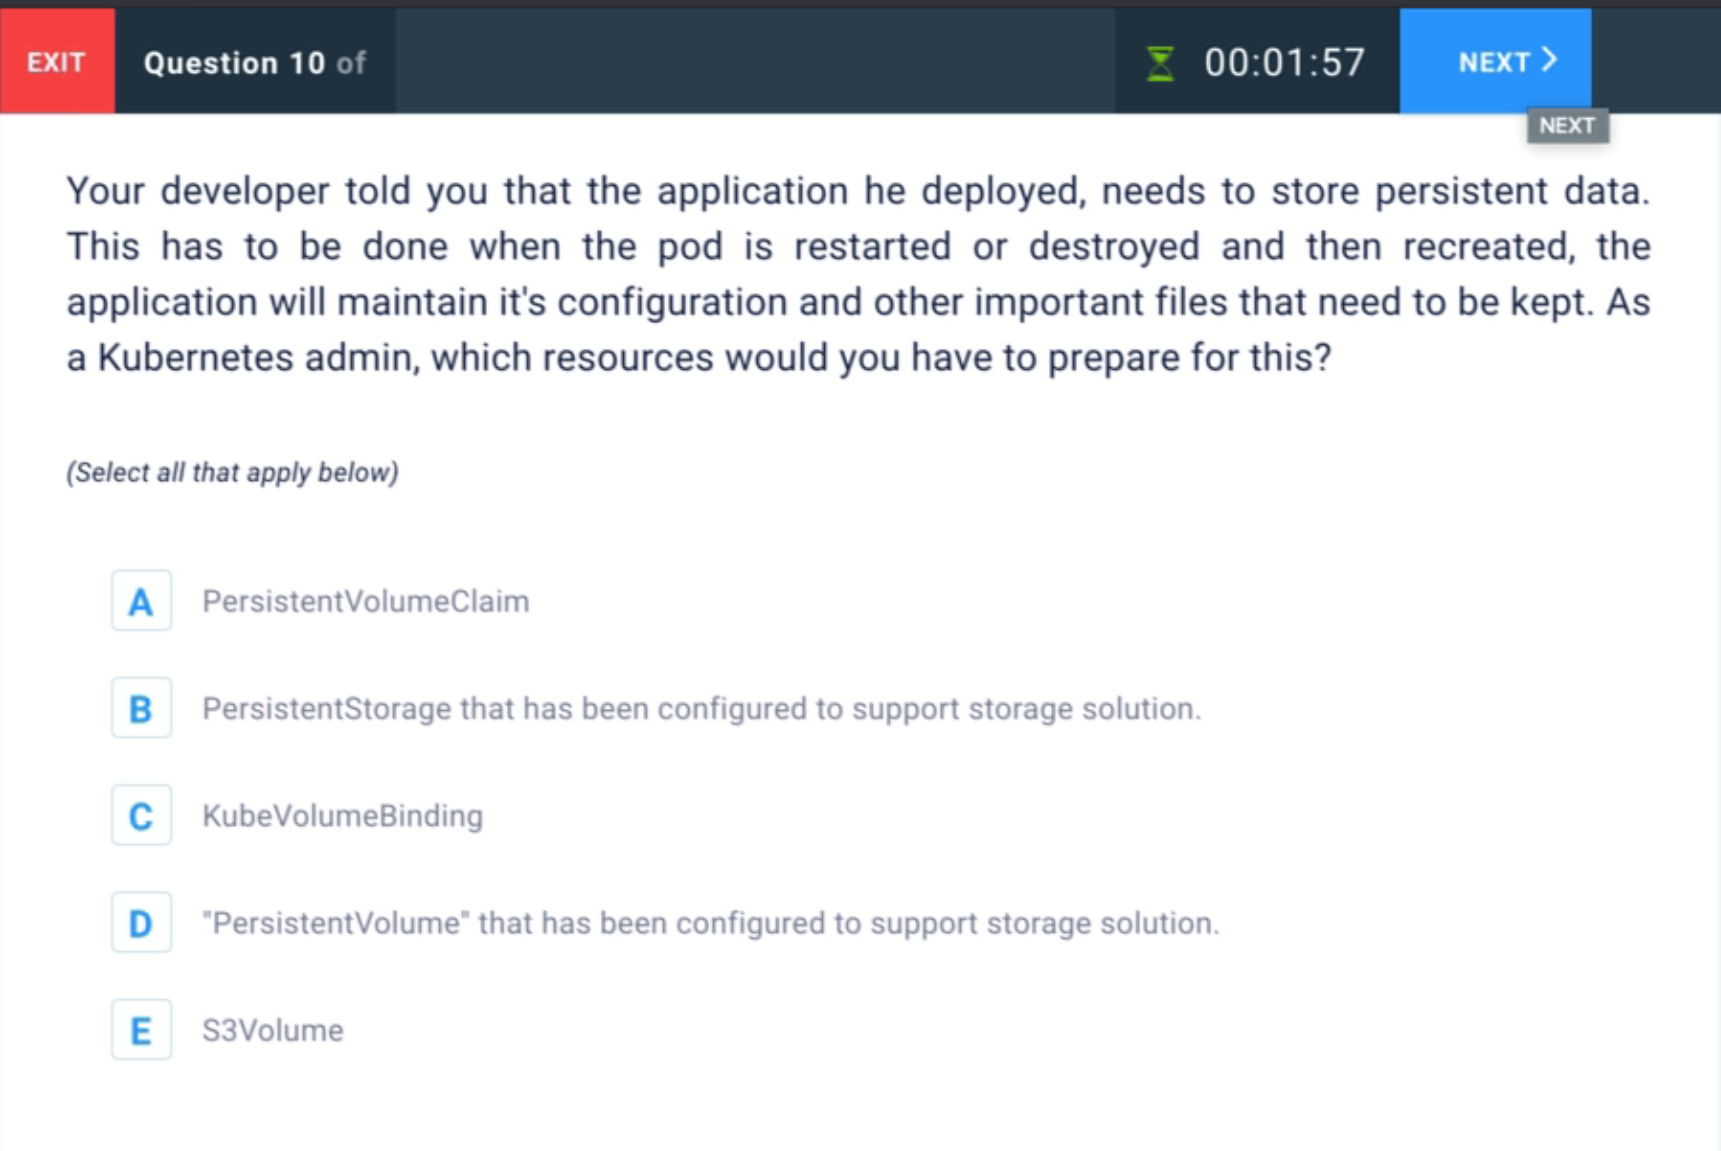 EXIT
Question 10 of
00:01:57
NEXT
NEXT
Your developer told you that the application he deployed, needs to store persistent data.
This has to be done when the pod is restarted or destroyed and then recreated, the
application will maintain it's configuration and other important files that need to be kept. As
a Kubernetes admin, which resources would you have to prepare for this?
(Select all that apply below)
A PersistentVolumeClaim
B PersistentStorage that has been configured to support storage solution.
C KubeVolumeBinding
D "PersistentVolume" that has been configured to support storage solution.
E S3Volume